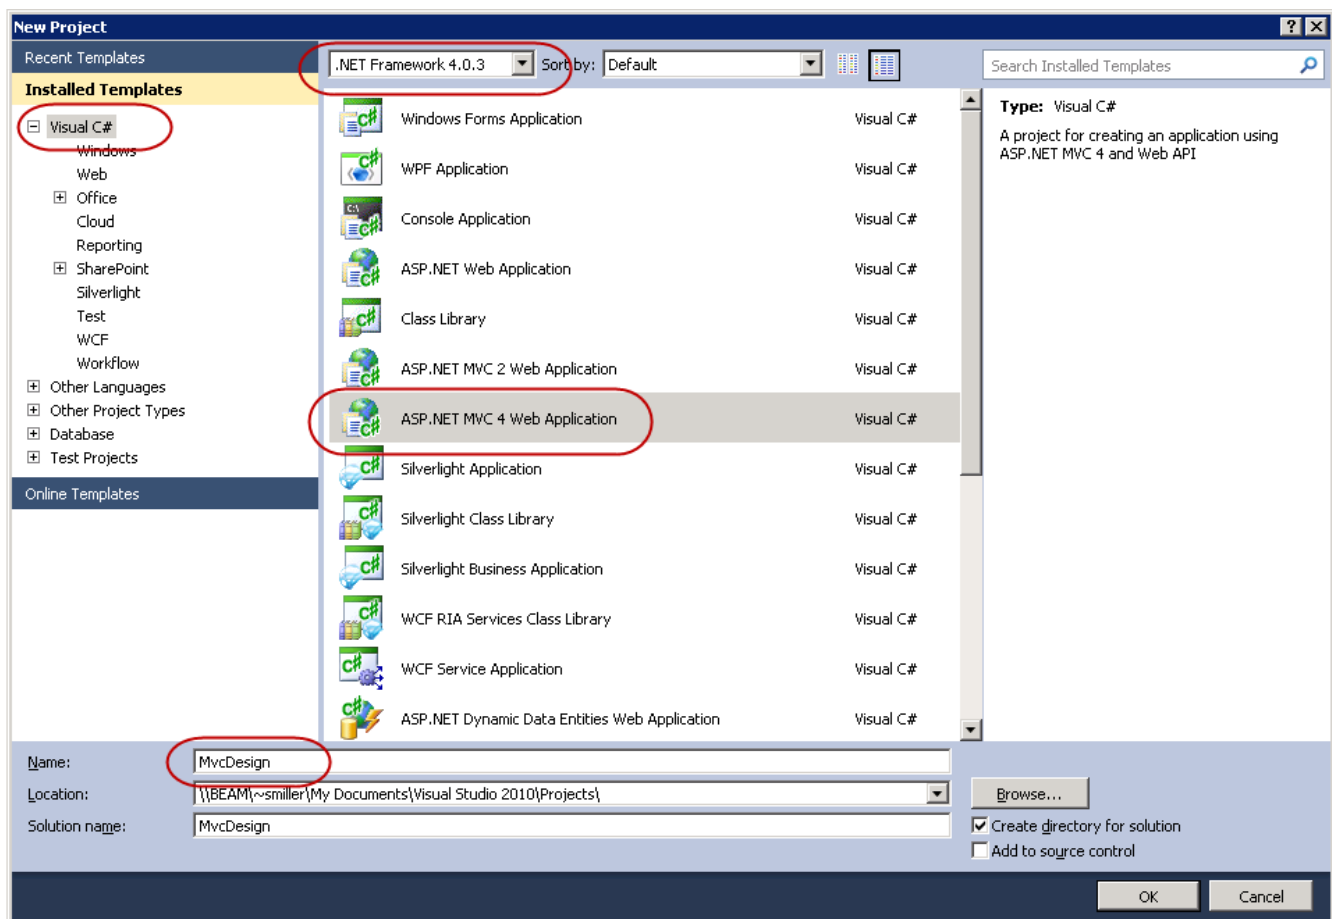 New Project
Recent Templates
.NET Framework 4.0.3
Sort by:
Default
Search Installed Templates
Installed Templates
Visual C#
Windows
Web
Office
Cloud
Reporting
SharePoint
Silverlight
Test
WCF
Workflow
Other Languages
Other Project Types
Database
Test Projects
Online Templates
Windows Forms Application Visual C#
WPF Application Visual C#
Console Application Visual C#
ASP.NET Web Application Visual C#
Class Library Visual C#
ASP.NET MVC 2 Web Application Visual C#
ASP.NET MVC 4 Web Application Visual C#
Silverlight Application Visual C#
Silverlight Class Library Visual C#
Silverlight Business Application Visual C#
WCF RIA Services Class Library Visual C#
WCF Service Application Visual C#
ASP.NET Dynamic Data Entities Web Application Visual C#
Type: Visual C#
A project for creating an application using
ASP.NET MVC 4 and Web API
Name: MvcDesign
Location: \\BEAM\~smiller\My Documents\Visual Studio 2010\Projects\
Browse...
Solution name: MvcDesign
Create directory for solution
Add to source control
OK
Cancel